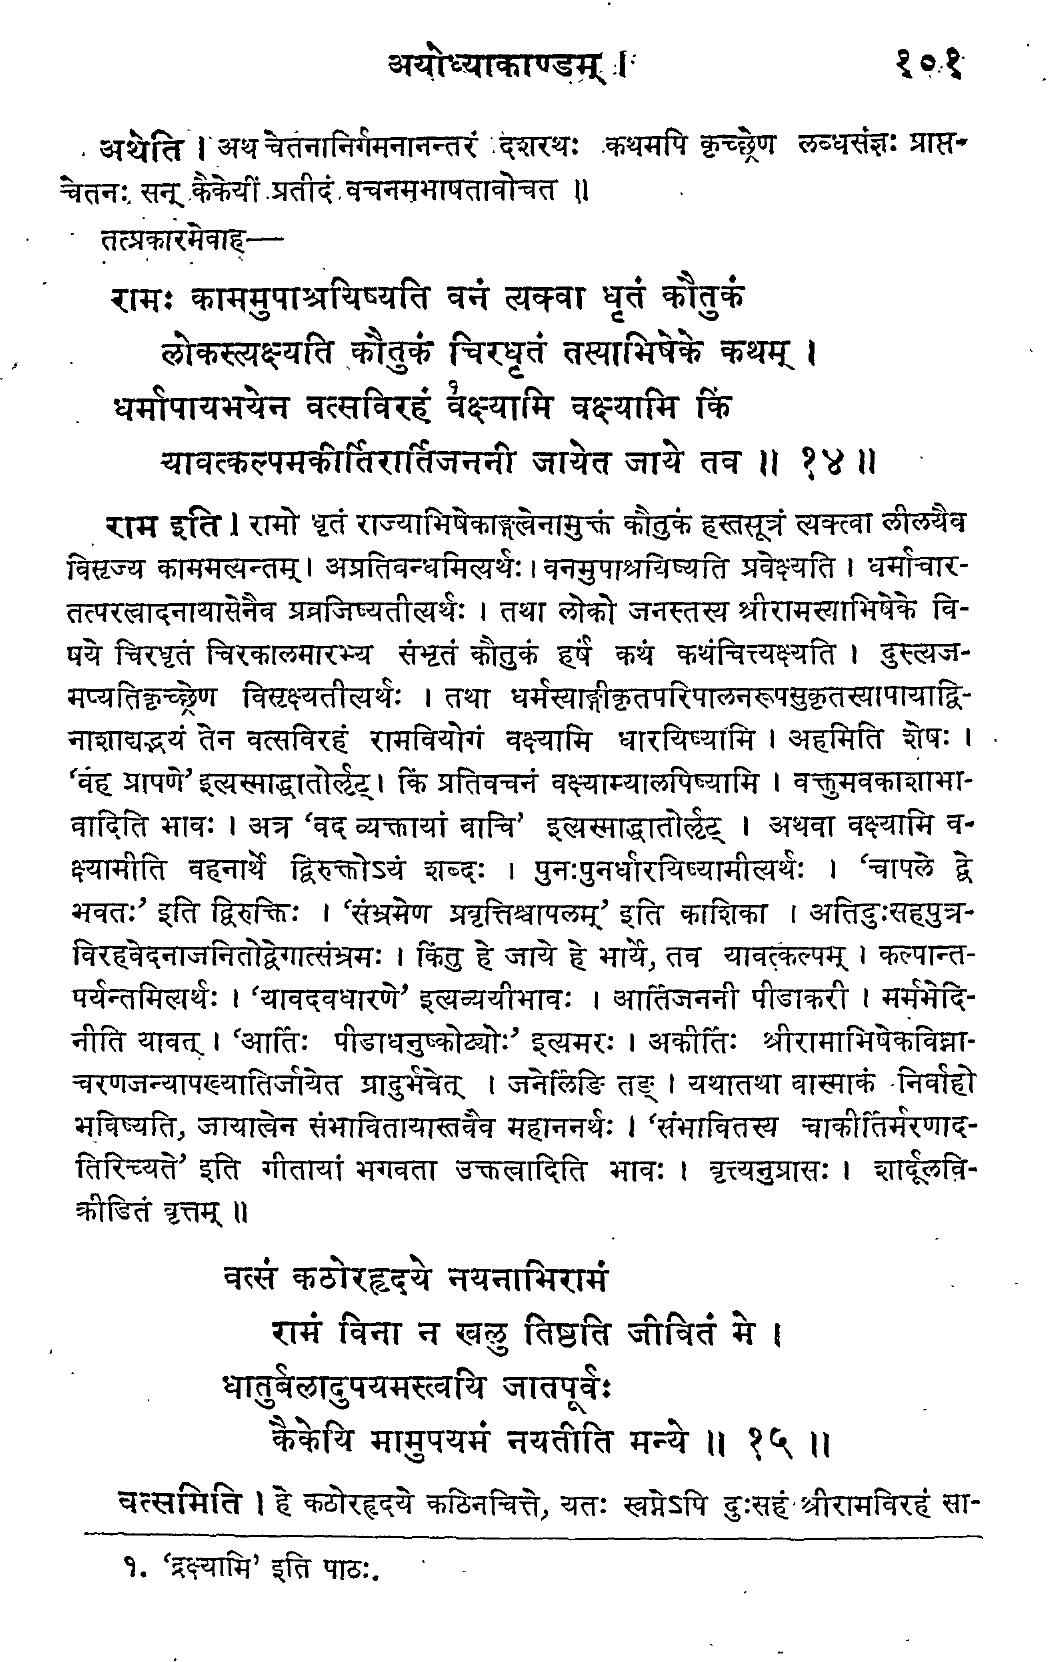 अयोध्याकाण्डम् । १०१
अथेति । अथ चेतनानिर्गमनानन्तरं दशरथः कथमपि कृच्छ्रेण लब्धसंज्ञः प्राप्त-
चेतनः सन् कैकेयीं प्रतीदं वचनमभाषतावोचत ॥
तत्प्रकारमेवाह—
रामः काममुपाश्रयिष्यति वनं त्यक्वा धृतं कौतुकं
लोकस्त्यक्ष्यति कौतुकं चिरधृतं तस्याभिषेके कथम् ।
धर्मापायभयेन वत्सविरहं १वक्ष्यामि वक्ष्यामि किं
यावत्कल्पमकीर्तिरार्तिजननी जायेत जाये तव ॥ १४ ॥
राम इति । रामो धृतं राज्याभिषेकाङ्गत्वेनामुक्तं कौतुकं हस्तसूत्रं त्यक्त्वा लीलयैव
विसृज्य काममत्यन्तम् । अप्रतिबन्धमित्यर्थः । वनमुपाश्रयिष्यति प्रवेक्ष्यति । धर्माचार-
तत्परत्वादनायासेनैव प्रव्रजिष्यतीत्यर्थः । तथा लोको जनस्तस्य श्रीरामस्याभिषेके वि-
षये चिरधृतं चिरकालमारभ्य संभृतं कौतुकं हर्षं कथं कथंचित्त्यक्ष्यति । दुस्त्यज-
मप्यतिकृच्छ्रेण विसृक्ष्यतीत्यर्थः । तथा धर्मस्याङ्गीकृतपरिपालनरूपसुकृतस्यापायाद्वि-
नाशाद्यद्भयं तेन वत्सविरहं रामवियोगं वक्ष्यामि धारयिष्यामि । अहमिति शेषः ।
‘वह प्रापणे’ इत्यस्माद्धातोर्लृट् । किं प्रतिवचनं वक्ष्याम्यालपिष्यामि । वक्तुमवकाशाभा-
वादिति भावः । अत्र ‘वद व्यक्तायां वाचि’ इत्यस्माद्धातोर्लृट् । अथवा वक्ष्यामि व-
क्ष्यामीति वहनार्थे द्विरुक्तोऽयं शब्दः । पुनःपुनर्धारयिष्यामीत्यर्थः । ‘चापले द्वे
भवतः’ इति द्विरुक्तिः । ‘संभ्रमेण प्रवृत्तिश्चापलम्’ इति काशिका । अतिदुःसहपुत्र-
विरहवेदनाजनितोद्वेगात्संभ्रमः । किंतु हे जाये हे भार्ये, तव यावत्कल्पम् । कल्पान्त-
पर्यन्तमित्यर्थः । ‘यावदवधारणे’ इत्यव्ययीभावः । आर्तिजननी पीडाकरी । मर्मभेदि-
नीति यावत् । ‘आर्तिः पीडाधनुष्कोट्योः’ इत्यमरः । अकीर्तिः श्रीरामाभिषेकविघ्ना-
चरणजन्यापख्यातिर्जायेत प्रादुर्भवेत् । जनेर्लिङि तङ् । यथातथा वास्माकं निर्वाहो
भविष्यति, जायात्वेन संभावितायास्तवैव महाननर्थः । ‘संभावितस्य चाकीर्तिर्मरणाद-
तिरिच्यते’ इति गीतायां भगवता उक्तत्वादिति भावः । वृत्त्यनुप्रासः । शार्दूलवि-
क्रीडितं वृत्तम् ॥
वत्सं कठोरहृदये नयनाभिरामं
रामं विना न खलु तिष्ठति जीवितं मे ।
धातुर्बलादुपयमस्त्वयि जातपूर्वः
कैकेयि मामुपयमं नयतीति मन्ये ॥ १५ ॥
वत्समिति । हे कठोरहृदये कठिनचित्ते, यतः स्वप्नेऽपि दुःसहं श्रीरामविरहं सा-
१. ‘द्रक्ष्यामि’ इति पाठः.